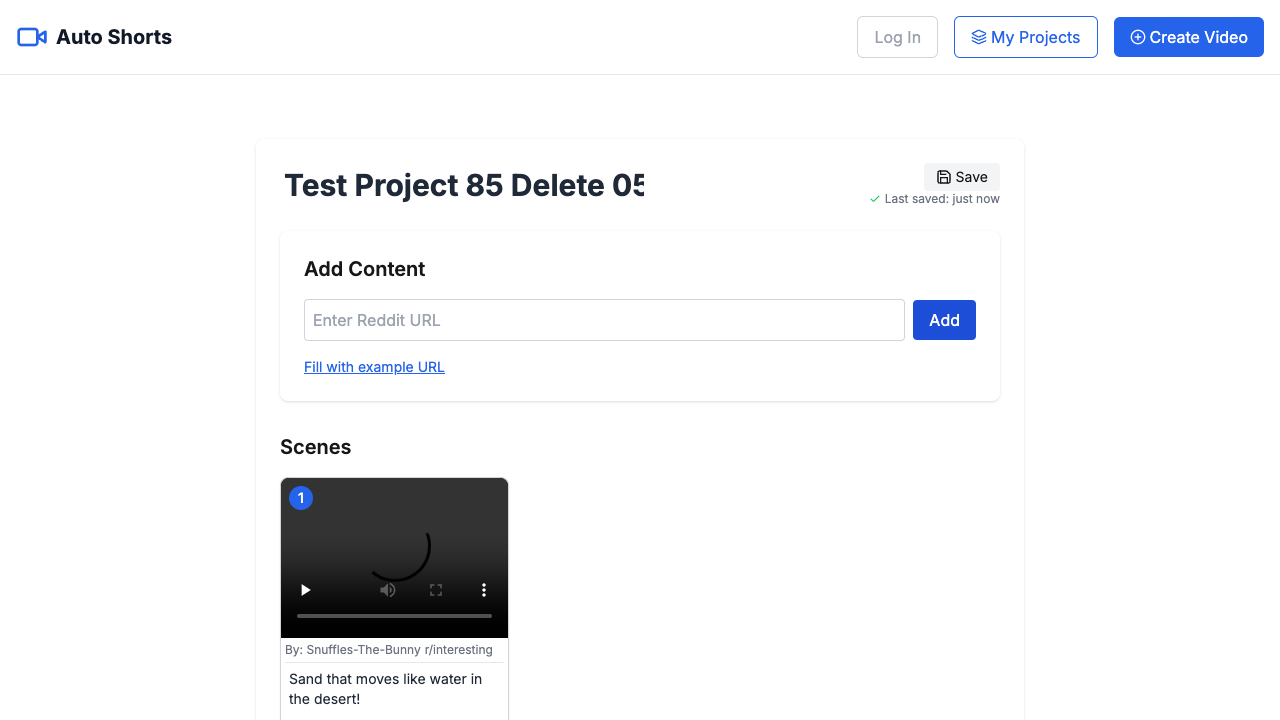 Auto Shorts
Log In
My Projects
Create Video
Test Project 85 Delete 05
Save
Last saved: just now
Add Content
Enter Reddit URL
Add
Fill with example URL
Scenes
1
By: Snuffles-The-Bunny r/interesting
Sand that moves like water in
the desert!